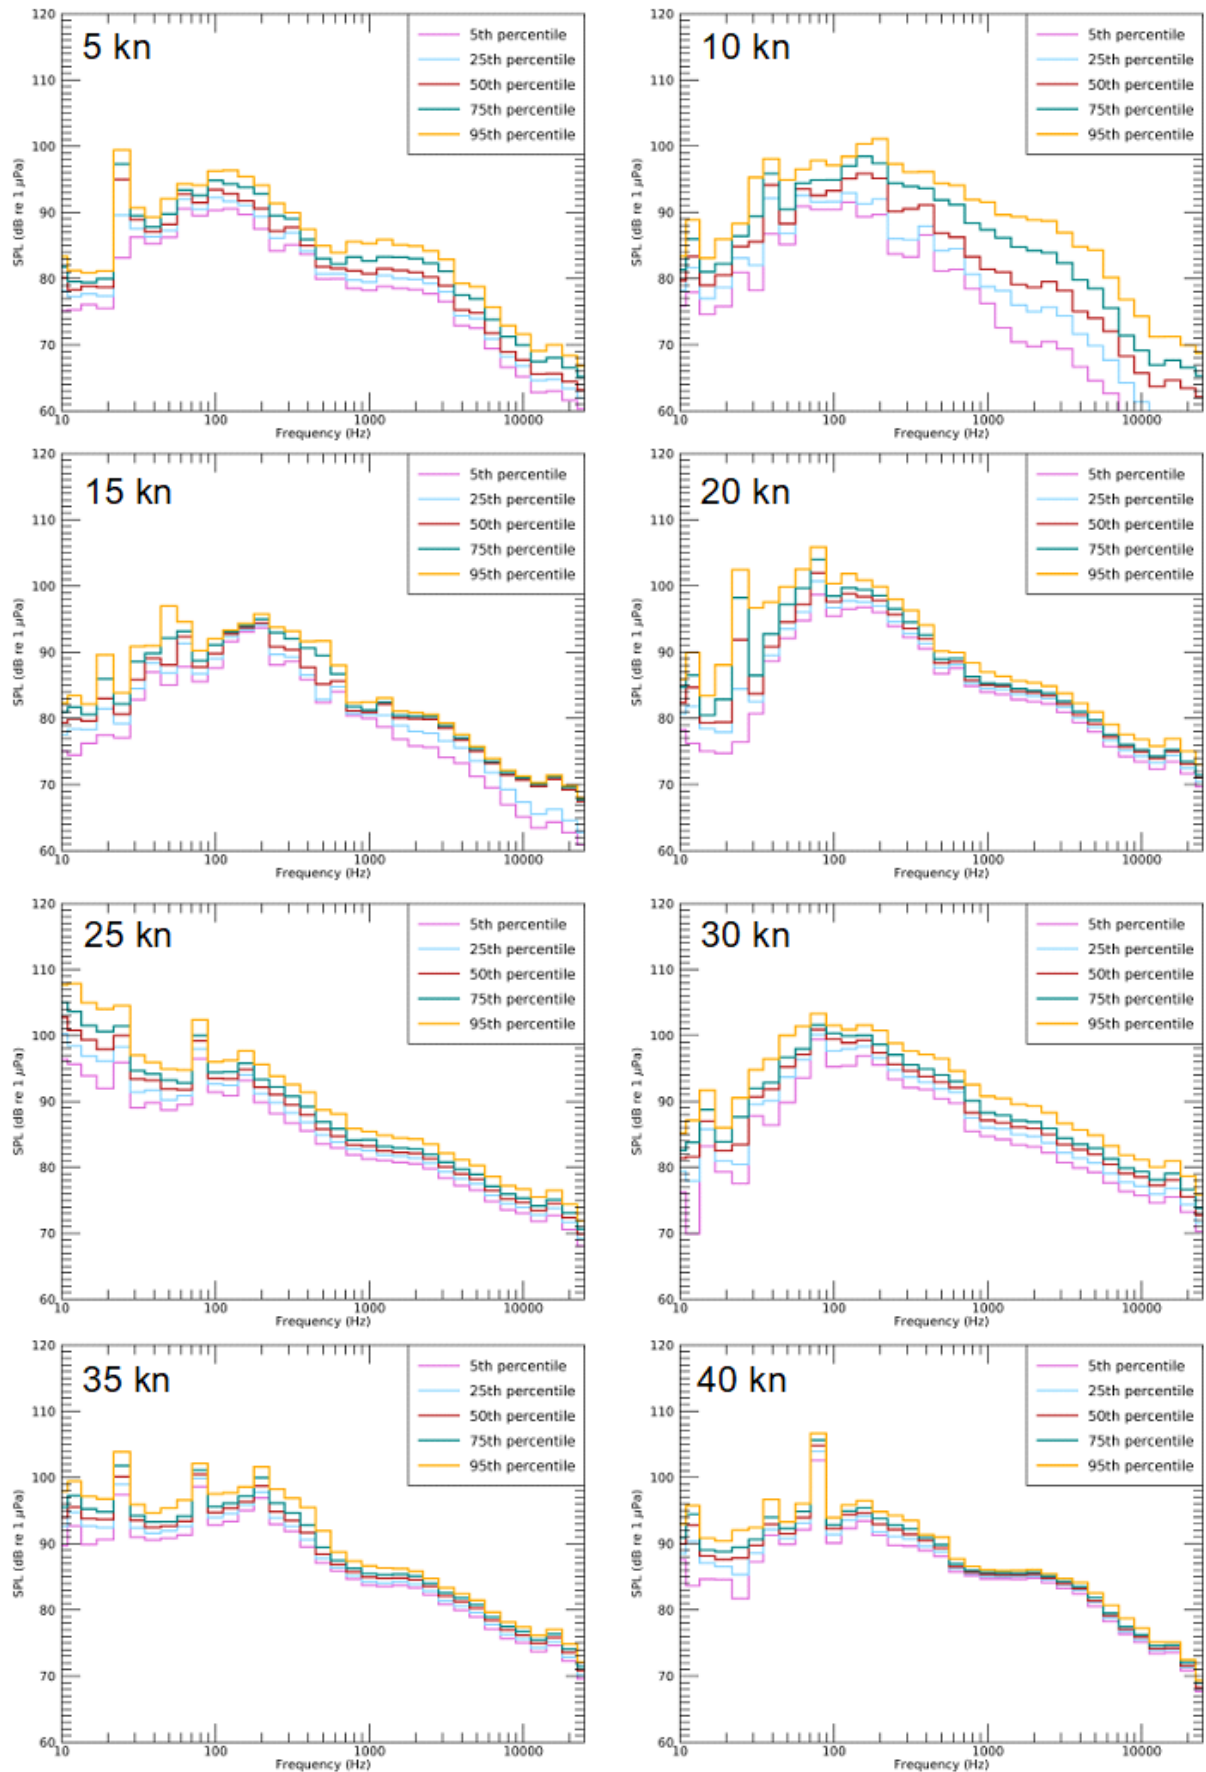 5 kn
5th percentile
25th percentile
50th percentile
75th percentile
95th percentile
120
110
100
90
80
70
60
SPL (dB re 1 µPa)
10
100
1000
10000
Frequency (Hz)
10 kn
5th percentile
25th percentile
50th percentile
75th percentile
95th percentile
120
110
100
90
80
70
60
SPL (dB re 1 µPa)
10
100
1000
10000
Frequency (Hz)
15 kn
5th percentile
25th percentile
50th percentile
75th percentile
95th percentile
120
110
100
90
80
70
60
SPL (dB re 1 µPa)
10
100
1000
10000
Frequency (Hz)
20 kn
5th percentile
25th percentile
50th percentile
75th percentile
95th percentile
120
110
100
90
80
70
60
SPL (dB re 1 µPa)
10
100
1000
10000
Frequency (Hz)
25 kn
5th percentile
25th percentile
50th percentile
75th percentile
95th percentile
120
110
100
90
80
70
60
SPL (dB re 1 µPa)
10
100
1000
10000
Frequency (Hz)
30 kn
5th percentile
25th percentile
50th percentile
75th percentile
95th percentile
120
110
100
90
80
70
60
SPL (dB re 1 µPa)
10
100
1000
10000
Frequency (Hz)
35 kn
5th percentile
25th percentile
50th percentile
75th percentile
95th percentile
120
110
100
90
80
70
60
SPL (dB re 1 µPa)
10
100
1000
10000
Frequency (Hz)
40 kn
5th percentile
25th percentile
50th percentile
75th percentile
95th percentile
120
110
100
90
80
70
60
SPL (dB re 1 µPa)
10
100
1000
10000
Frequency (Hz)